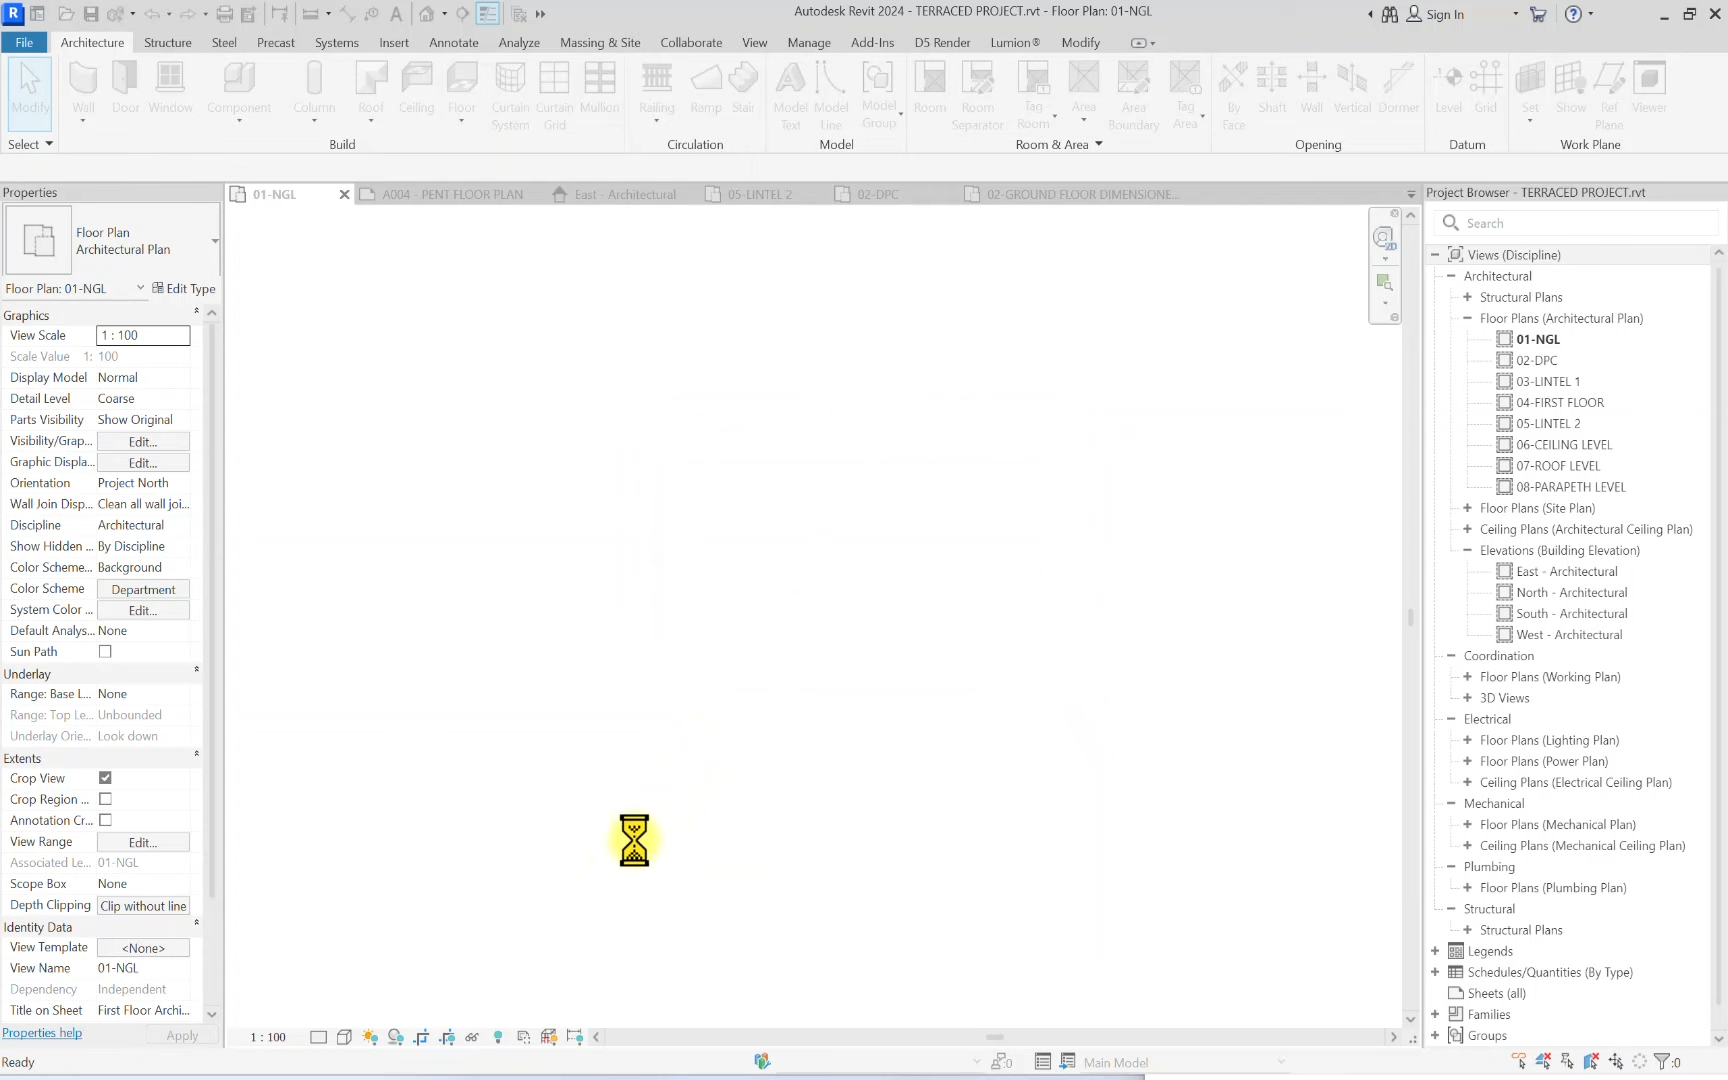 R
Autodesk Revit 2024 - TERRACED PROJECT.rvt - Floor Plan: 01-NGL
Sign In
File Architecture Structure Steel Precast Systems Insert Annotate Analyze Massing & Site Collaborate View Manage Add-Ins D5 Render Lumion® Modify
Modify
Wall
Door
Window
Component
Column
Roof
Ceiling
Floor
Curtain System
Curtain Grid
Mullion
Railing
Ramp
Stair
Model Text
Model Line
Model Group
Room
Room Separator
Tag Room
Area
Area Boundary
Tag Area
By Face
Shaft
Wall
Vertical
Dormer
Level
Grid
Set
Show
Ref Plane
Viewer
Select
Build
Circulation
Model
Room & Area
Opening
Datum
Work Plane
Properties
01-NGL
A004 - PENT FLOOR PLAN
East - Architectural
05-LINTEL 2
02-DPC
02-GROUND FLOOR DIMENSIONE...
Project Browser - TERRACED PROJECT.rvt
Floor Plan
Architectural Plan
Floor Plan: 01-NGL
Edit Type
Graphics
View Scale 1 : 100
Scale Value 1: 100
Display Model Normal
Detail Level Coarse
Parts Visibility Show Original
Visibility/Grap... Edit...
Graphic Displa... Edit...
Orientation Project North
Wall Join Disp... Clean all wall joi...
Discipline Architectural
Show Hidden ... By Discipline
Color Scheme... Background
Color Scheme Department
System Color ... Edit...
Default Analys... None
Sun Path
Underlay
Range: Base L... None
Range: Top Le... Unbounded
Underlay Orie... Look down
Extents
Crop View
Crop Region ...
Annotation Cr...
View Range Edit...
Associated Le... 01-NGL
Scope Box None
Depth Clipping Clip without line
Identity Data
View Template <None>
View Name 01-NGL
Dependency Independent
Title on Sheet First Floor Archi...
Properties help
Apply
2D
Search
Views (Discipline)
Architectural
Structural Plans
Floor Plans (Architectural Plan)
01-NGL
02-DPC
03-LINTEL 1
04-FIRST FLOOR
05-LINTEL 2
06-CEILING LEVEL
07-ROOF LEVEL
08-PARAPETH LEVEL
Floor Plans (Site Plan)
Ceiling Plans (Architectural Ceiling Plan)
Elevations (Building Elevation)
East - Architectural
North - Architectural
South - Architectural
West - Architectural
Coordination
Floor Plans (Working Plan)
3D Views
Electrical
Floor Plans (Lighting Plan)
Floor Plans (Power Plan)
Ceiling Plans (Electrical Ceiling Plan)
Mechanical
Floor Plans (Mechanical Plan)
Ceiling Plans (Mechanical Ceiling Plan)
Plumbing
Floor Plans (Plumbing Plan)
Structural
Structural Plans
Legends
Schedules/Quantities (By Type)
Sheets (all)
Families
Groups
1 : 100
Ready
:0
Main Model
:0